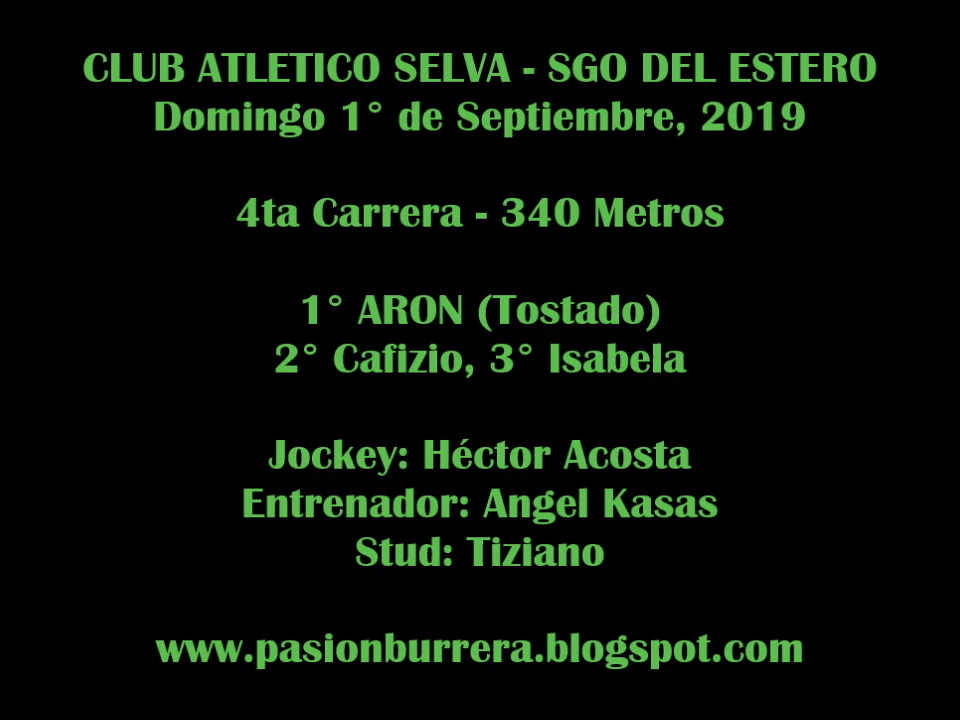 CLUB ATLETICO SELVA - SGO DEL ESTERO
Domingo 1° de Septiembre, 2019
4ta Carrera - 340 Metros
1° ARON (Tostado)
2° Cafizio, 3° Isabela
Jockey: Héctor Acosta
Entrenador: Angel Kasas
Stud: Tiziano
www.pasionburrera.blogspot.com